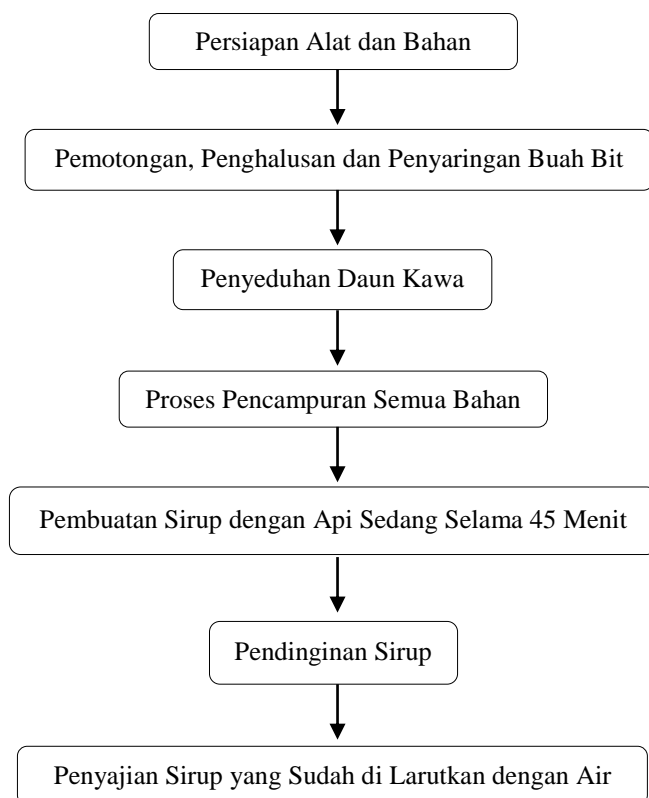 Persiapan Alat dan Bahan
Pemotongan, Penghalusan dan Penyaringan Buah Bit
Penyeduhan Daun Kawa
Proses Pencampuran Semua Bahan
Pembuatan Sirup dengan Api Sedang Selama 45 Menit
Pendinginan Sirup
Penyajian Sirup yang Sudah di Larutkan dengan Air